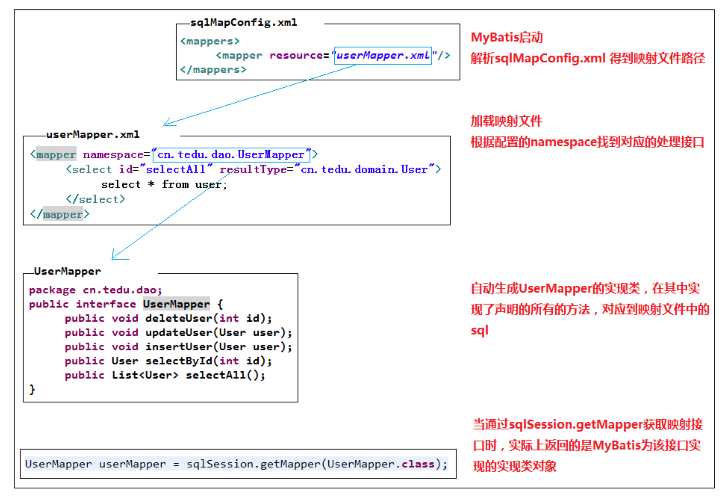 sqlMapConfig.xml
<mappers>
<mapper resource="userMapper.xml"/>
</mappers>
MyBatis启动
解析sqlMapConfig.xml 得到映射文件路径
userMapper.xml
<mapper namespace="cn.tedu.dao.UserMapper">
<select id="selectAll" resultType="cn.tedu.domain.User">
select * from user;
</select>
</mapper>
加载映射文件
根据配置的namespace找到对应的处理接口
UserMapper
package cn.tedu.dao;
public interface UserMapper {
public void deleteUser(int id);
public void updateUser(User user);
public void insertUser(User user);
public User selectById(int id);
public List<User> selectAll();
}
自动生成UserMapper的实现类，在其中实
现了声明的所有的方法，对应到映射文件中的
sql
当通过sqlSession.getMapper获取映射接
口时，实际上返回的是MyBatis为该接口实
现的实现类对象
UserMapper userMapper = sqlSession.getMapper(UserMapper.class);